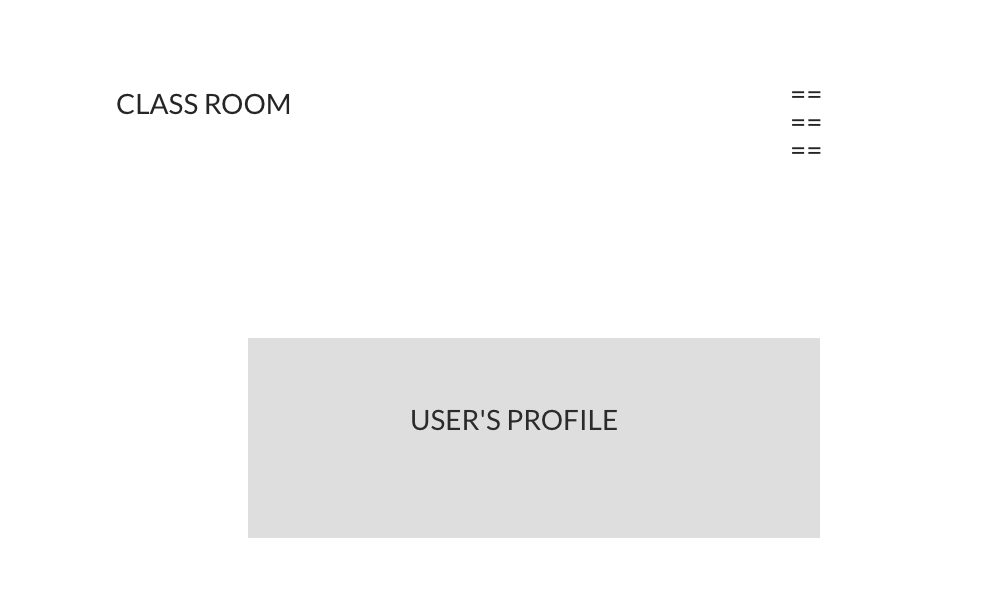 CLASS ROOM
==
==
==
USER'S PROFILE